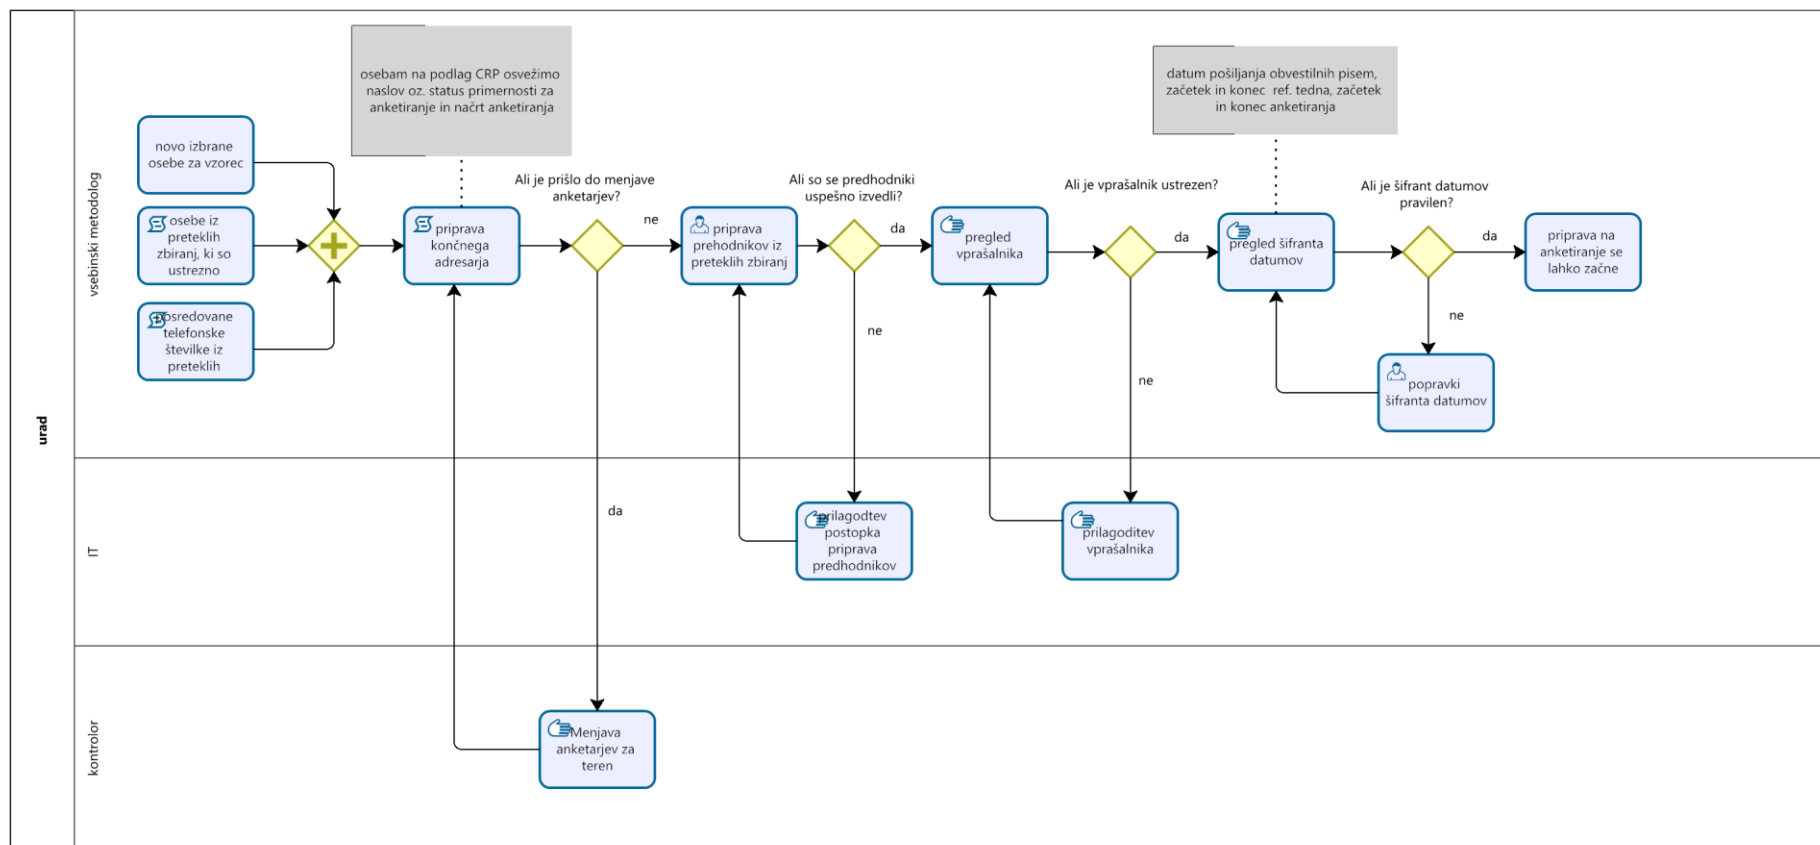 urad
vsebinski metodolog
osebam na podlag CRP osvežimo
naslov oz. status primernosti za
anketiranje in načrt anketiranja
datum pošiljanja obvestilnih pisem,
začetek in konec ref. tedna, začetek
in konec anketiranja
novo izbrane
osebe za vzorec
osebe iz
preteklih
zbiranj, ki so
ustrezno
posredovane
telefonske
številke iz
preteklih
priprava
končnega
adresarja
Ali je prišlo do menjave
anketarjev?
ne
da
priprava
prehodnikov iz
preteklih zbiranj
Ali so se predhodniki
uspešno izvedli?
da
ne
pregled
vprašalnika
Ali je vprašalnik ustrezen?
da
ne
pregled šifranta
datumov
Ali je šifrant datumov
pravilen?
da
ne
priprava na
anketiranje se
lahko začne
popravki
šifranta datumov
IT
prilagodtev
postopka
priprava
predhodnikov
prilagoditev
vprašalnika
kontrolor
Menjava
anketarjev za
teren